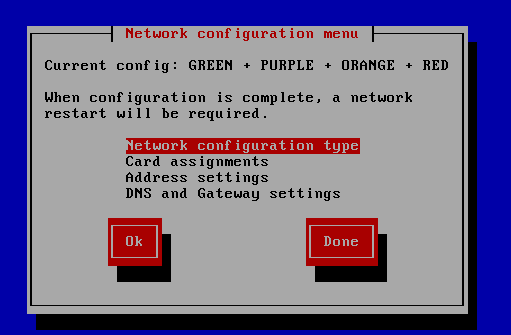 Network configuration menu
Current config: GREEN + PURPLE + ORANGE + RED
When configuration is complete, a network
restart will be required.
Network configuration type
Card assignments
Address settings
DNS and Gateway settings
Ok
Done